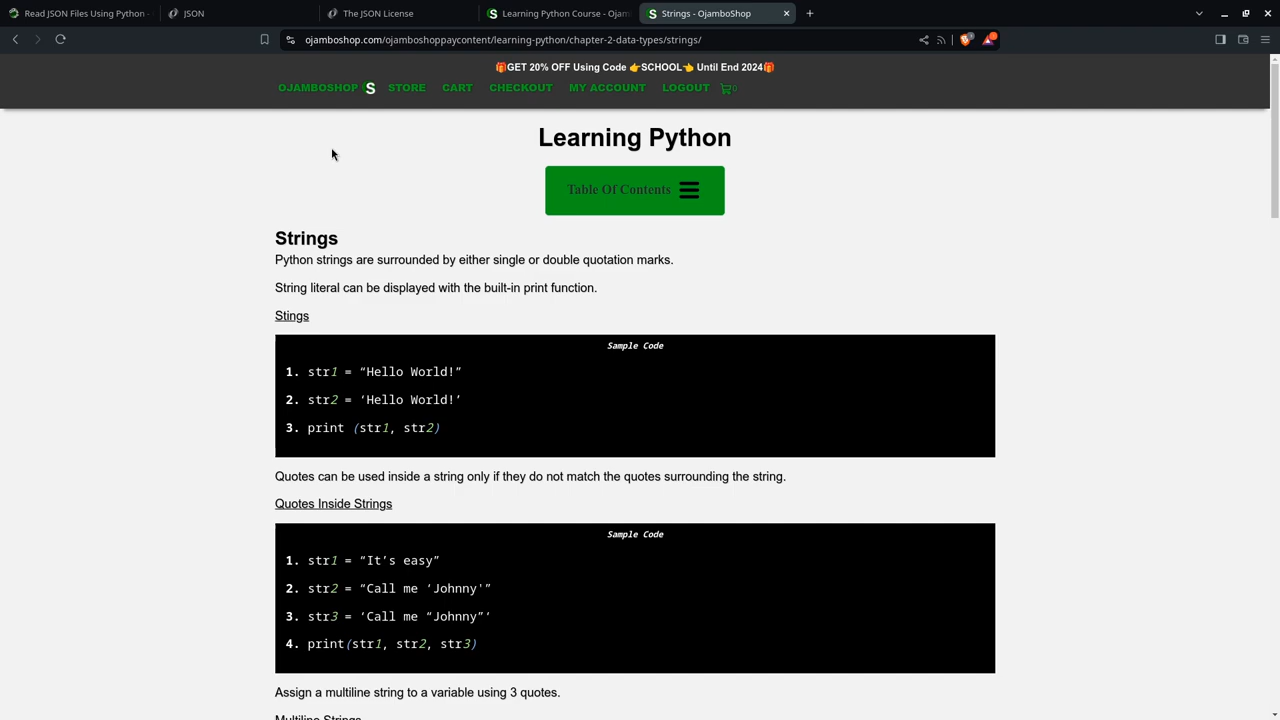 Read JSON Files Using Python -
JSON
The JSON License
Learning Python Course - Ojam
Strings - OjamboShop
ojamboshop.com/ojamboshoppaycontent/learning-python/chapter-2-data-types/strings/
🎁GET 20% OFF Using Code 👉SCHOOL👈 Until End 2024🎁
OJAMBOSHOP S STORE CART CHECKOUT MY ACCOUNT LOGOUT 0
Learning Python
Table Of Contents
Strings
Python strings are surrounded by either single or double quotation marks.
String literal can be displayed with the built-in print function.
Stings
Sample Code
1. str1 = “Hello World!”
2. str2 = ‘Hello World!‘
3. print (str1, str2)
Quotes can be used inside a string only if they do not match the quotes surrounding the string.
Quotes Inside Strings
Sample Code
1. str1 = “It’s easy”
2. str2 = “Call me ‘Johnny'”
3. str3 = ‘Call me “Johnny”‘
4. print(str1, str2, str3)
Assign a multiline string to a variable using 3 quotes.
Multiline Strings